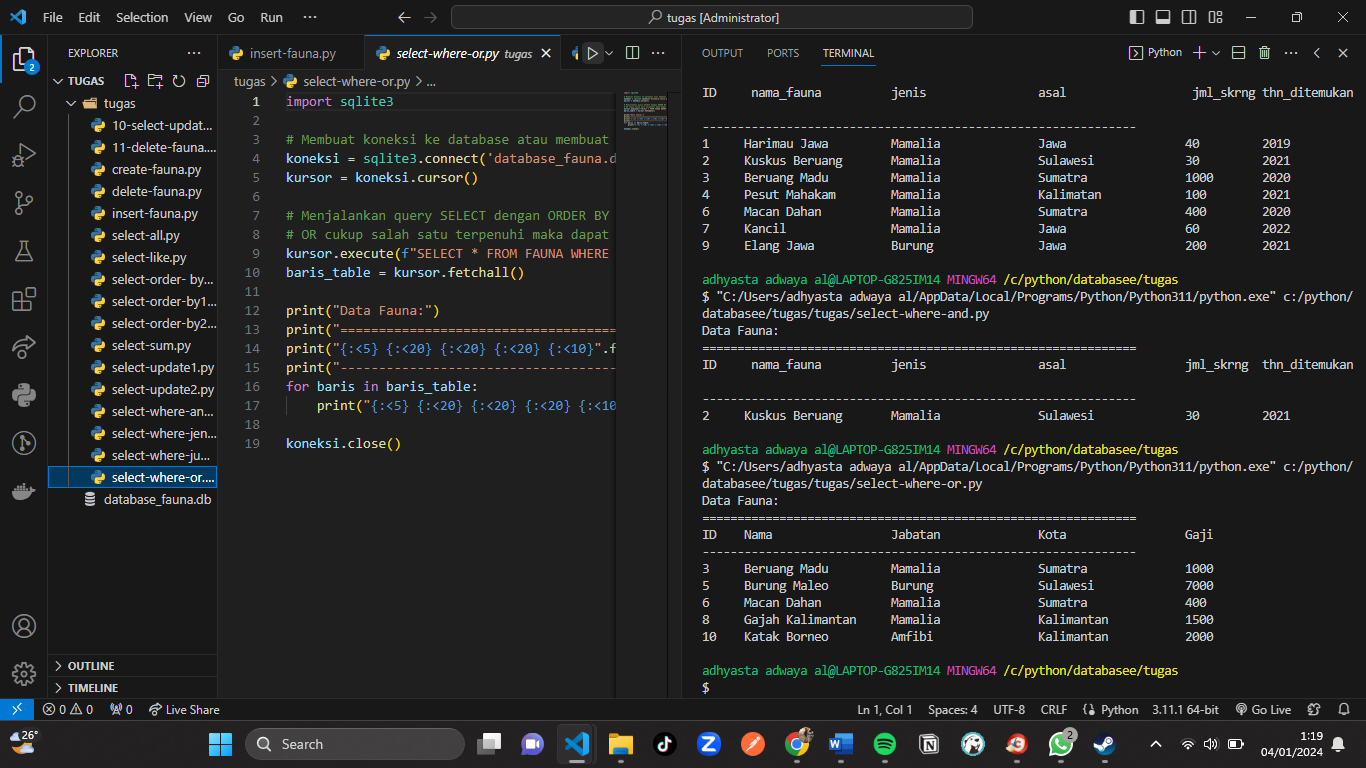 File Edit Selection View Go Run ··· tugas [Administrator]
EXPLORER ···
TUGAS
tugas
10-select-updat...
11-delete-fauna....
create-fauna.py
delete-fauna.py
insert-fauna.py
select-all.py
select-like.py
select-order- by...
select-order-by1...
select-order-by2...
select-sum.py
select-update1.py
select-update2.py
select-where-an...
select-where-jen...
select-where-ju...
select-where-or....
database_fauna.db
OUTLINE
TIMELINE
2
insert-fauna.py select-where-or.py tugas
tugas > select-where-or.py > ...
1 import sqlite3
2
3 # Membuat koneksi ke database atau membuat
4 koneksi = sqlite3.connect('database_fauna.d
5 kursor = koneksi.cursor()
6
7 # Menjalankan query SELECT dengan ORDER BY
8 # OR cukup salah satu terpenuhi maka dapat
9 kursor.execute(f"SELECT * FROM FAUNA WHERE
10 baris_table = kursor.fetchall()
11
12 print("Data Fauna:")
13 print("====================================
14 print("{:<5} {:<20} {:<20} {:<20} {:<10}".f
15 print("------------------------------------
16 for baris in baris_table:
17 print("{:<5} {:<20} {:<20} {:<20} {:<10
18
19 koneksi.close()
OUTPUT PORTS TERMINAL Python
ID nama_fauna jenis asal jml_skrng thn_ditemukan
--------------------------------------------------------------
1 Harimau Jawa Mamalia Jawa 40 2019
2 Kuskus Beruang Mamalia Sulawesi 30 2021
3 Beruang Madu Mamalia Sumatra 1000 2020
4 Pesut Mahakam Mamalia Kalimatan 100 2021
6 Macan Dahan Mamalia Sumatra 400 2020
7 Kancil Mamalia Jawa 60 2022
9 Elang Jawa Burung Jawa 200 2021
adhyasta adwaya al@LAPTOP-G825IM14 MINGW64 /c/python/databasee/tugas
$ "C:/Users/adhyasta adwaya al/AppData/Local/Programs/Python/Python311/python.exe" c:/python/
databasee/tugas/tugas/select-where-and.py
Data Fauna:
==============================================================
ID nama_fauna jenis asal jml_skrng thn_ditemukan
--------------------------------------------------------------
2 Kuskus Beruang Mamalia Sulawesi 30 2021
adhyasta adwaya al@LAPTOP-G825IM14 MINGW64 /c/python/databasee/tugas
$ "C:/Users/adhyasta adwaya al/AppData/Local/Programs/Python/Python311/python.exe" c:/python/
databasee/tugas/tugas/select-where-or.py
Data Fauna:
==============================================================
ID Nama Jabatan Kota Gaji
--------------------------------------------------------------
3 Beruang Madu Mamalia Sumatra 1000
5 Burung Maleo Burung Sulawesi 7000
6 Macan Dahan Mamalia Sumatra 400
8 Gajah Kalimantan Mamalia Kalimantan 1500
10 Katak Borneo Amfibi Kalimantan 2000
adhyasta adwaya al@LAPTOP-G825IM14 MINGW64 /c/python/databasee/tugas
$
0 0 0 Live Share Ln 1, Col 1 Spaces: 4 UTF-8 CRLF Python 3.11.1 64-bit Go Live
26° Search 2 1:19
04/01/2024